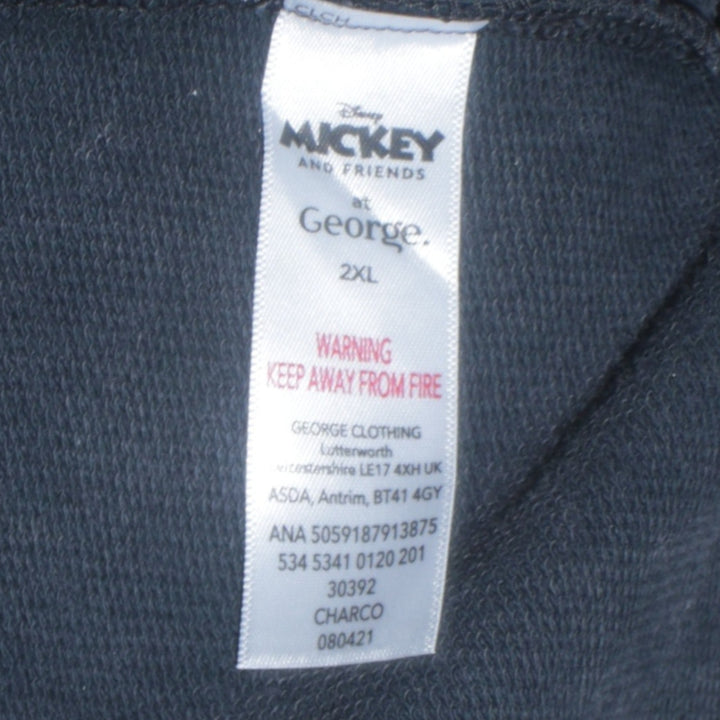 Disney
MICKEY
AND FRIENDS
at
George.
2XL
WARNING
KEEP AWAY FROM FIRE
GEORGE CLOTHING
Lutterworth
LE17 4XH UK
ASDA, Antrim, BT41 4GY
ANA 5059187913875
534 5341 0120 201
30392
CHARCO
080421